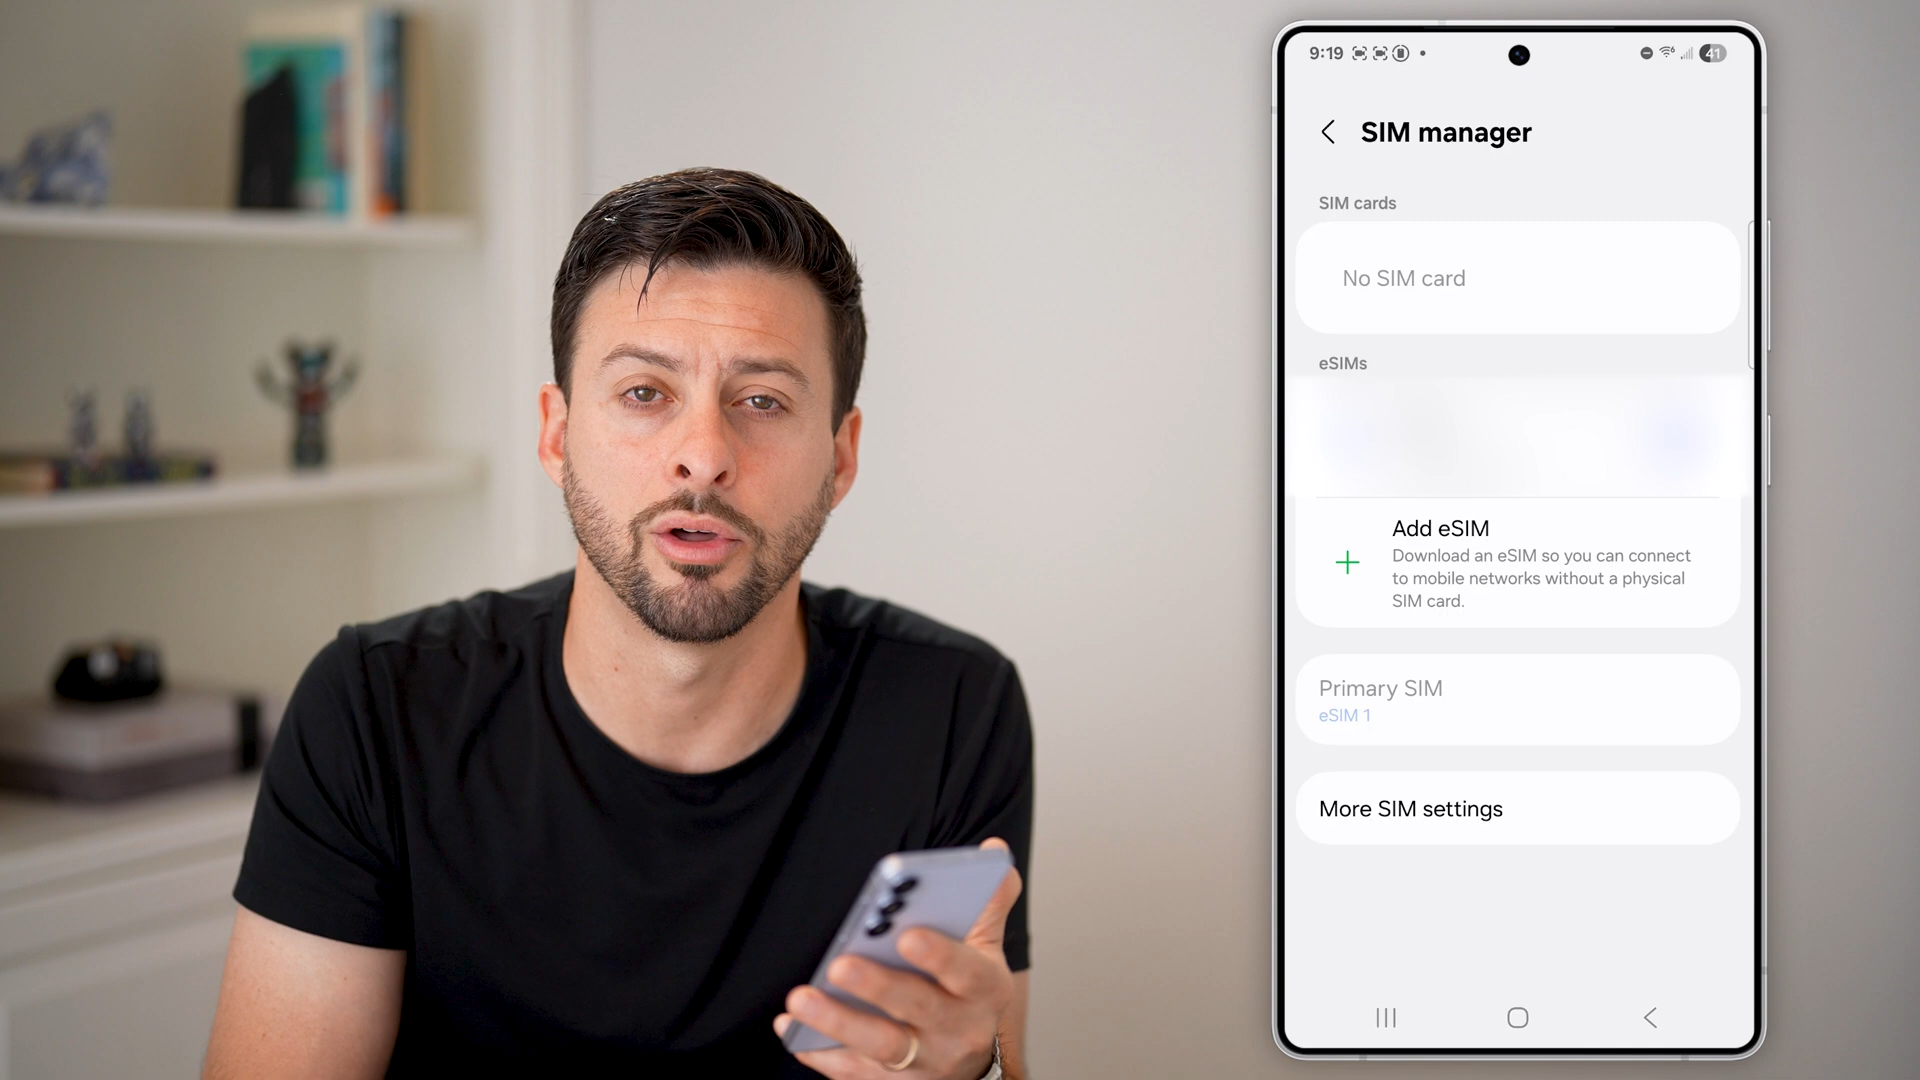 9:19
41
SIM manager
SIM cards
No SIM card
eSIMs
Add eSIM
Download an eSIM so you can connect
to mobile networks without a physical
SIM card.
Primary SIM
eSIM 1
More SIM settings